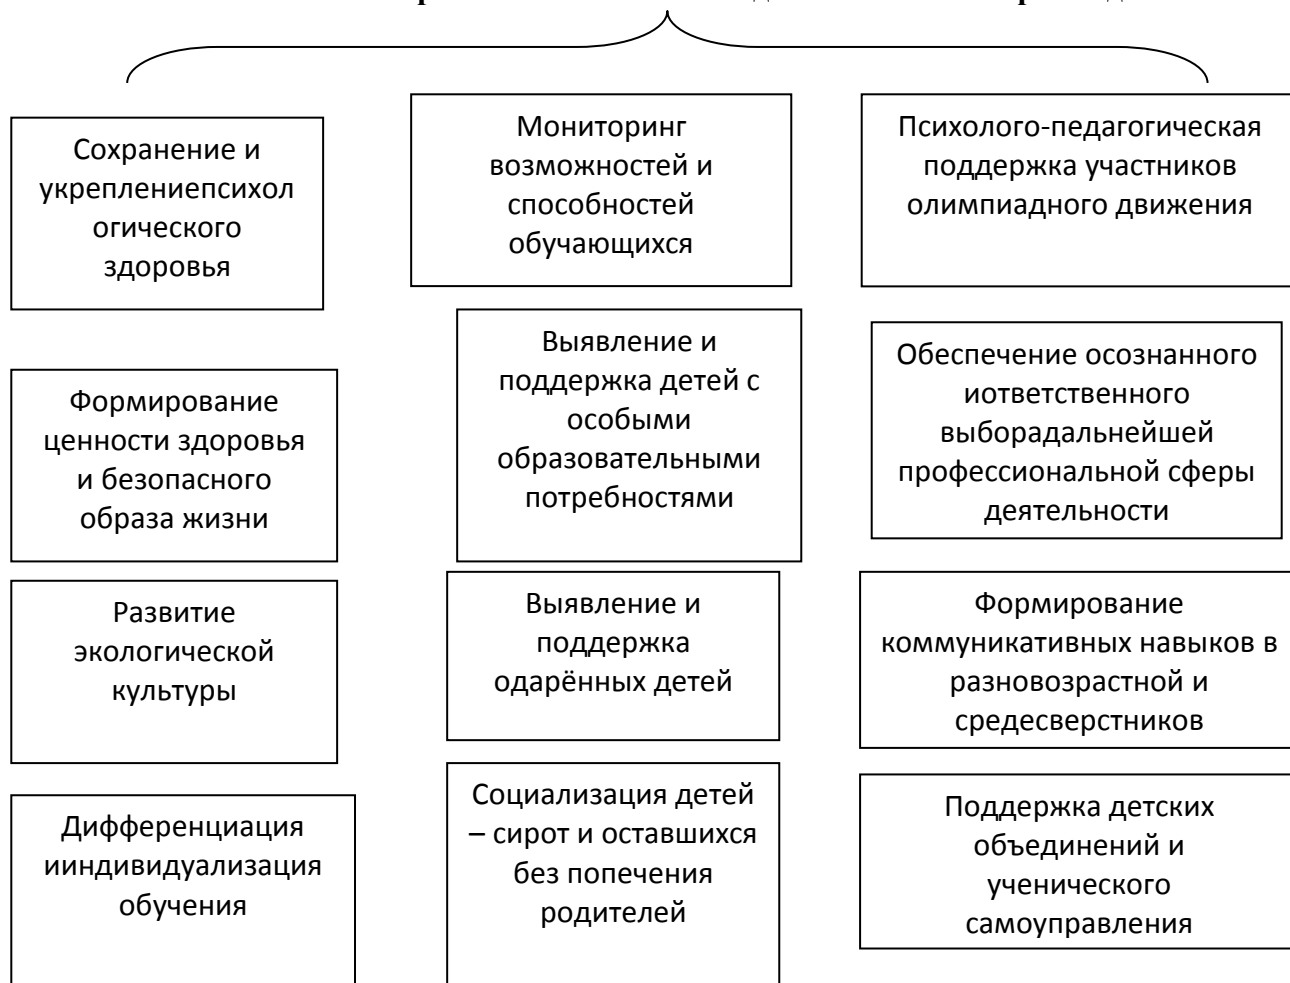 Сохранение и
укреплениепсихол
огического
здоровья
Формирование
ценности здоровья
и безопасного
образа жизни
Развитие
экологической
культуры
Дифференциация
ииндивидуализация
обучения
Мониторинг
возможностей и
способностей
обучающихся
Выявление и
поддержка детей с
особыми
образовательными
потребностями
Выявление и
поддержка
одарённых детей
Социализация детей
– сирот и оставшихся
без попечения
родителей
Психолого-педагогическая
поддержка участников
олимпиадного движения
Обеспечение осознанного
иответственного
выборадальнейшей
профессиональной сферы
деятельности
Формирование
коммуникативных навыков в
разновозрастной и
средесверстников
Поддержка детских
объединений и
ученического
самоуправления